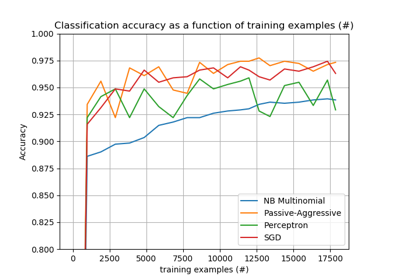 Classification accuracy as a function of training examples (#)
1.000
0.975
0.950
0.925
0.900
0.875
0.850
0.825
0.800
Accuracy
NB Multinomial
Passive-Aggressive
Perceptron
SGD
0 2500 5000 7500 10000 12500 15000 17500
training examples (#)